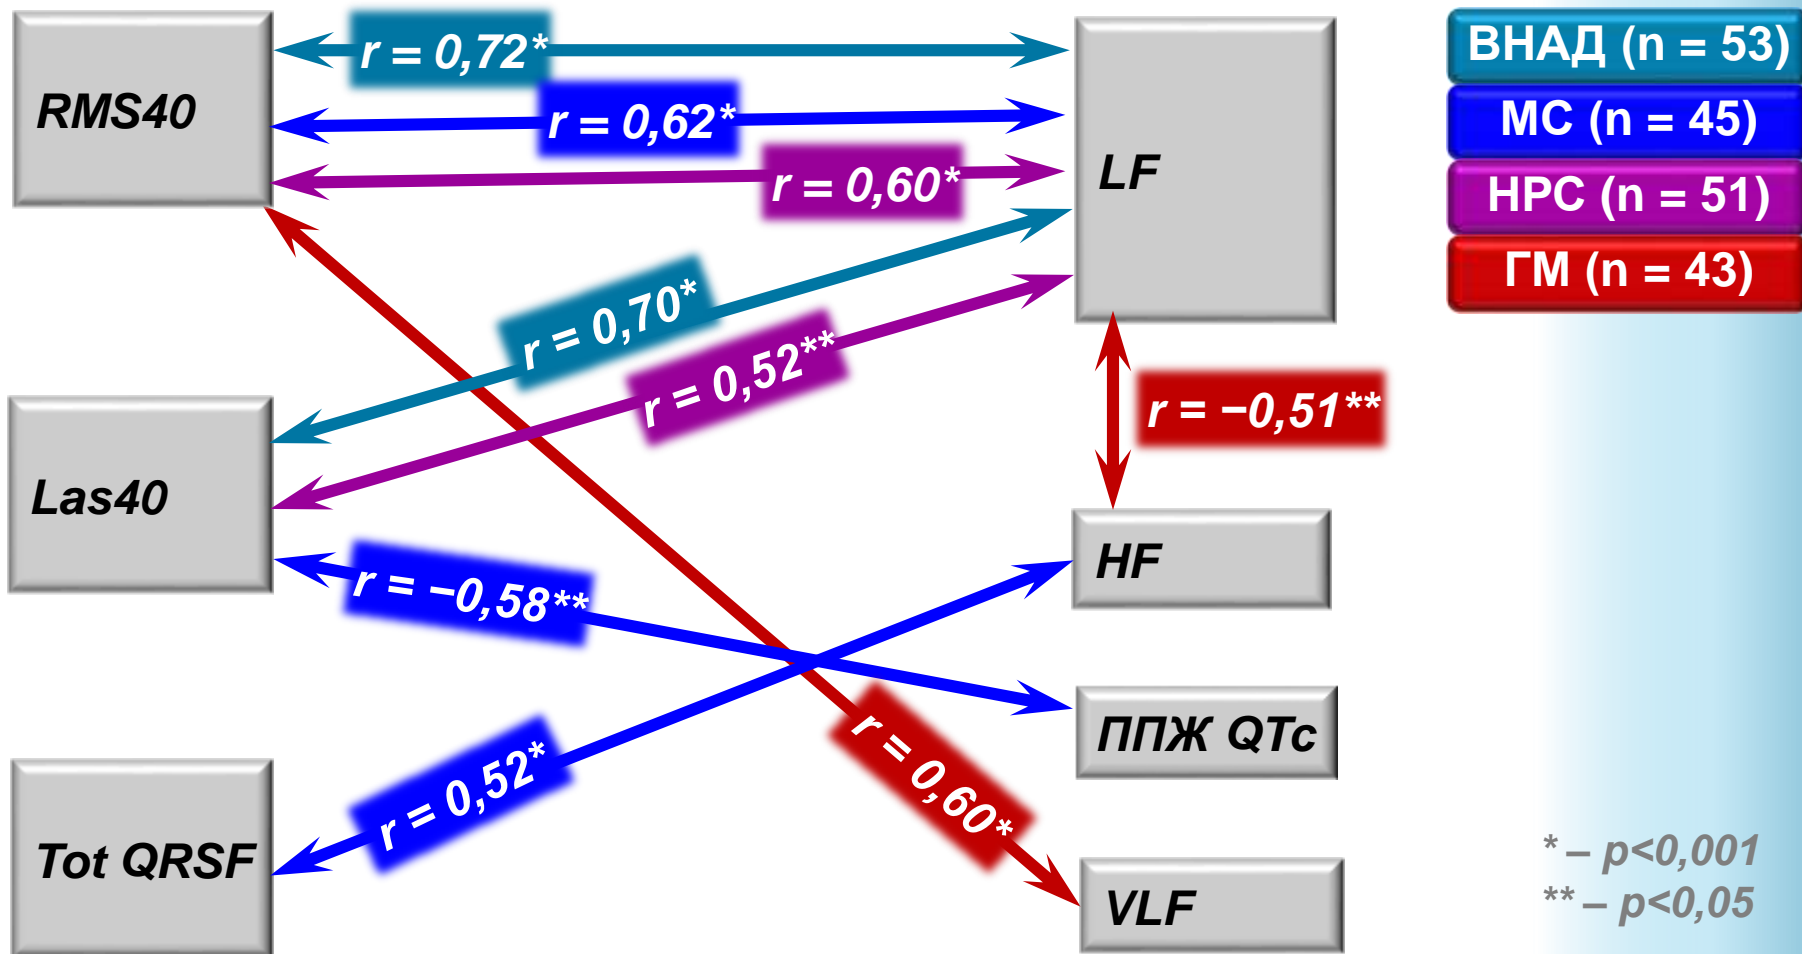 RMS40
Las40
Tot QRSF
r = 0,72*
r = 0,62*
r = 0,60*
r = 0,70*
r = 0,52**
r = −0,58**
r = 0,52*
r = 0,60*
LF
r = −0,51**
HF
ППЖ QTc
VLF
ВНАД (n = 53)
МС (n = 45)
НРС (n = 51)
ГМ (n = 43)
* – p<0,001
** – p<0,05